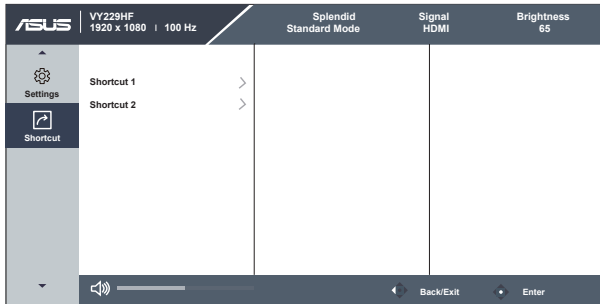 ASUS
VY229HF
1920 x 1080 | 100 Hz
Splendid
Standard Mode
Signal
HDMI
Brightness
65
Settings
Shortcut
Shortcut 1
Shortcut 2
Back/Exit
Enter